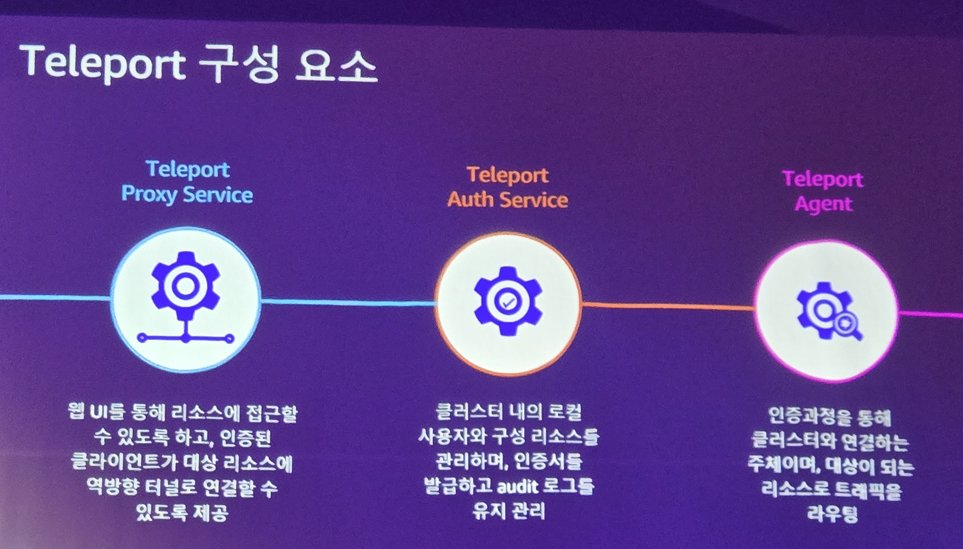 Teleport 구성 요소
Teleport
Proxy Service
웹 UI를 통해 리소스에 접근할
수 있도록 하고, 인증된
클라이언트가 대상 리소스에
역방향 터널로 연결할 수
있도록 제공
Teleport
Auth Service
클러스터 내의 로컬
사용자와 구성 리소스를
관리하며, 인증서를
발급하고 audit 로그를
유지 관리
Teleport
Agent
인증과정을 통해
클러스터와 연결하는
주체이며, 대상이 되는
리소스로 트래픽을
라우팅